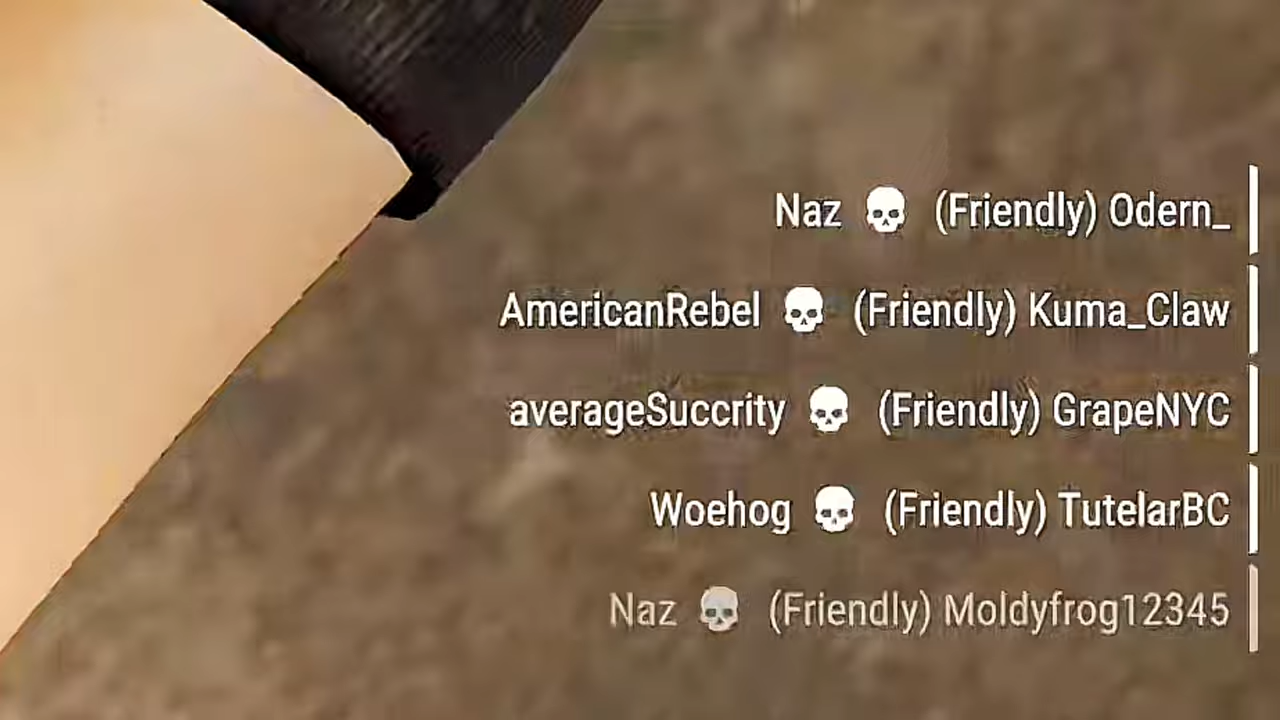 Naz 💀 (Friendly) Odern_
AmericanRebel 💀 (Friendly) Kuma_Claw
averageSuccrity 💀 (Friendly) GrapeNYC
Woehog 💀 (Friendly) TutelarBC
Naz 💀 (Friendly) Moldyfrog12345